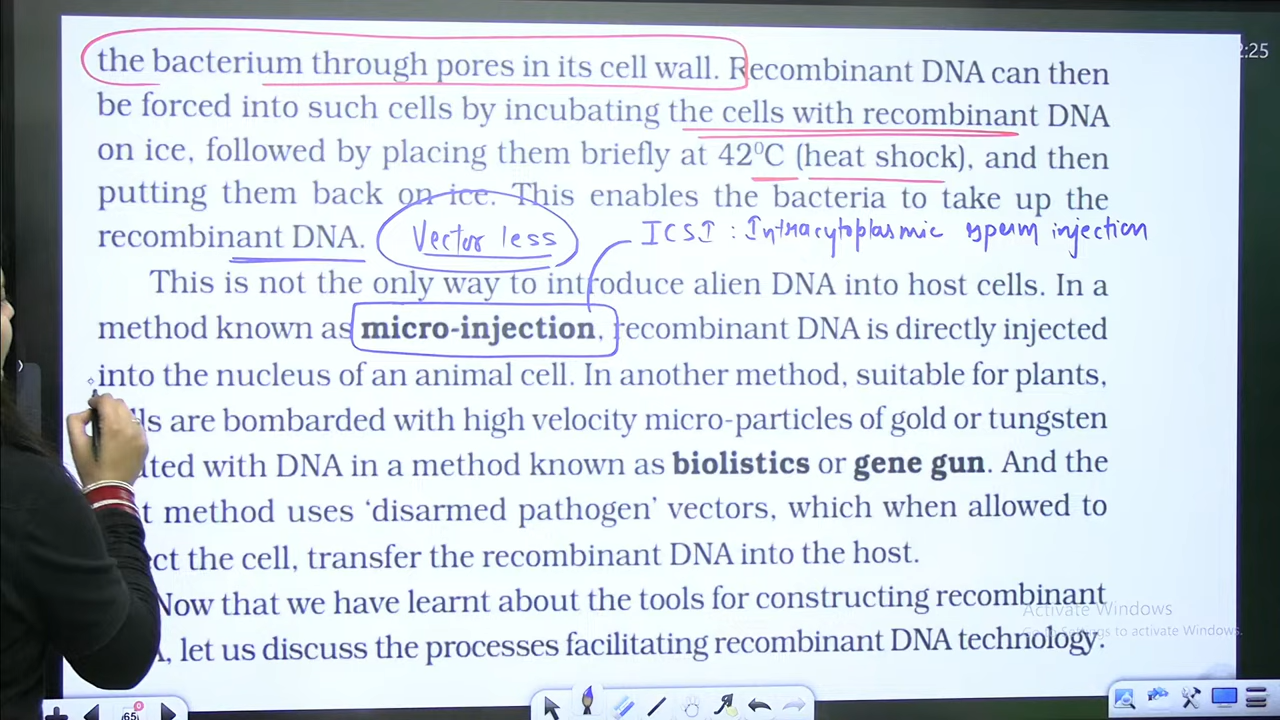 the bacterium through pores in its cell wall. Recombinant DNA can then
:25
be forced into such cells by incubating the cells with recombinant DNA
on ice, followed by placing them briefly at 42⁰C (heat shock), and then
putting them back on ice. This enables the bacteria to take up the
recombinant DNA. Vector less ICSI : Intracytoplasmic sperm injection
This is not the only way to introduce alien DNA into host cells. In a
method known as micro-injection, recombinant DNA is directly injected
into the nucleus of an animal cell. In another method, suitable for plants,
ls are bombarded with high velocity micro-particles of gold or tungsten
ted with DNA in a method known as biolistics or gene gun. And the
t method uses ‘disarmed pathogen’ vectors, which when allowed to
ct the cell, transfer the recombinant DNA into the host.
Now that we have learnt about the tools for constructing recombinant
Activate Windows
to activate Windows.
, let us discuss the processes facilitating recombinant DNA technology.
65